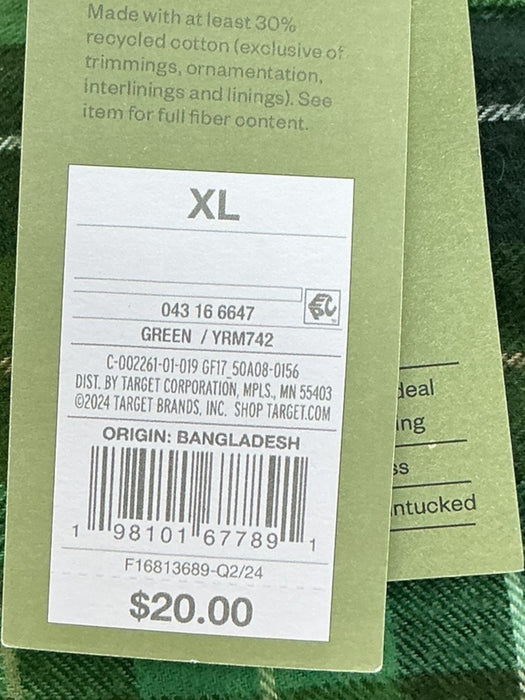 Made with at least 30%
recycled cotton (exclusive of
trimmings, ornamentation,
interlinings and linings). See
item for full fiber content.
XL
043 16 6647
GREEN / YRM742
C-002261-01-019 GF17_50A08-0156
DIST. BY TARGET CORPORATION, MPLS., MN 55403
©2024 TARGET BRANDS, INC. SHOP TARGET.COM
ORIGIN: BANGLADESH
1 98101 67789 1
F16813689-Q2/24
$20.00
deal
ing
ss
ntucked